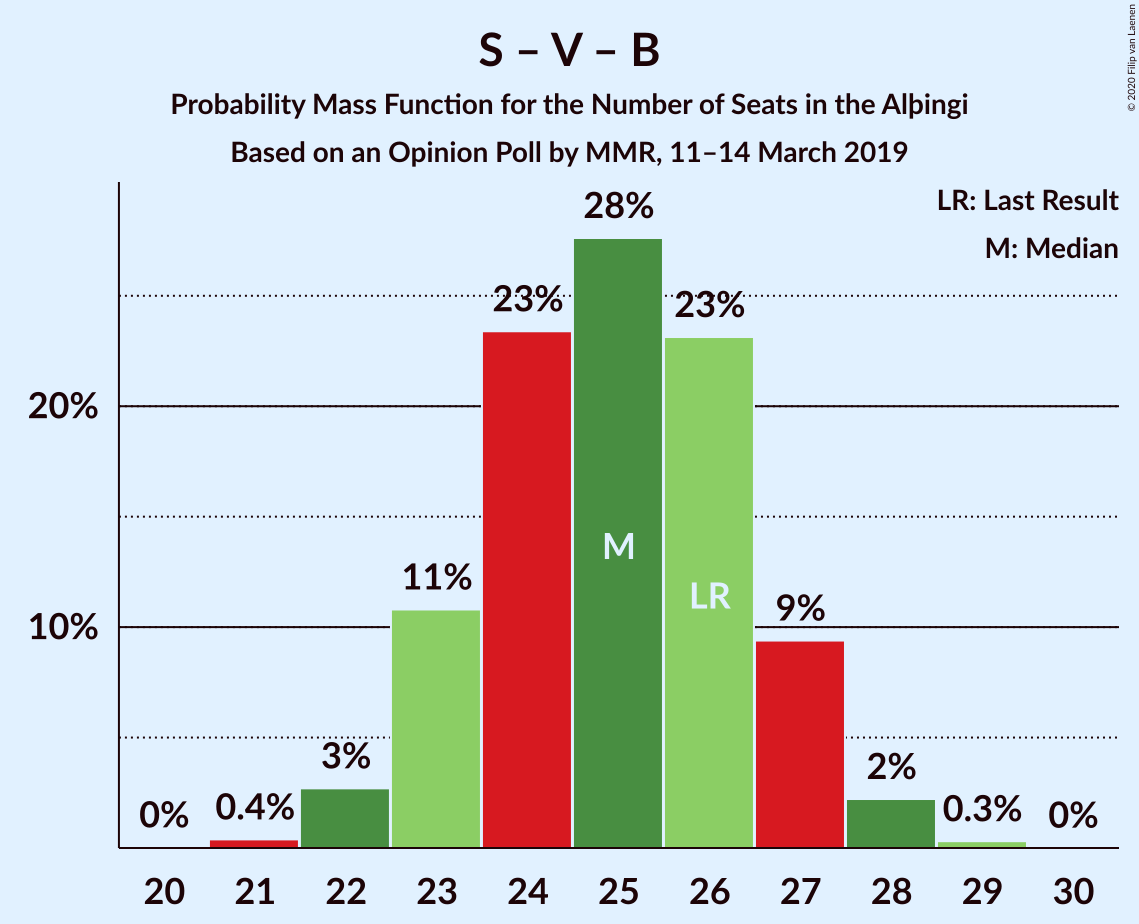 S – V – B
Probability Mass Function for the Number of Seats in the Alþingi
Based on an Opinion Poll by MMR, 11–14 March 2019
© 2020 Filip van Laenen
LR: Last Result
M: Median
28%
23%
23%
20%
M
LR
11%
9%
10%
3%
2%
0%
0.4%
0.3%
0%
20 21 22 23 24 25 26 27 28 29 30